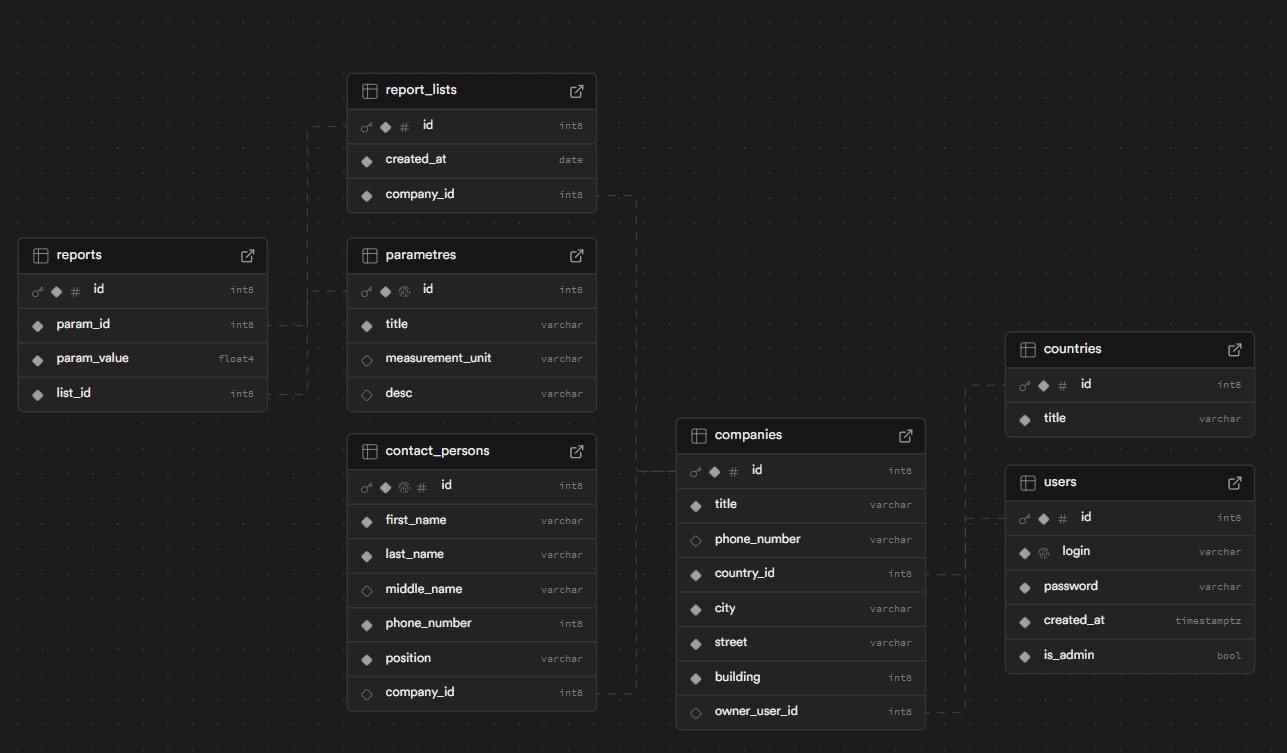 report_lists
id int8
created_at date
company_id int8
reports
id int8
param_id int8
param_value float4
list_id int8
parametres
id int8
title varchar
measurement_unit varchar
desc varchar
contact_persons
id int8
first_name varchar
last_name varchar
middle_name varchar
phone_number int8
position varchar
company_id int8
companies
id int8
title varchar
phone_number varchar
country_id int8
city varchar
street varchar
building int8
owner_user_id int8
countries
id int8
title varchar
users
id int8
login varchar
password varchar
created_at timestamptz
is_admin bool